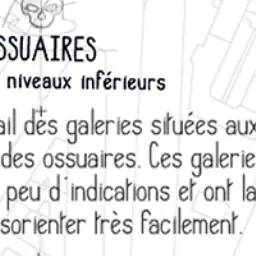 SSUAIRES
niveaux inférieurs
ail des galeries situées aux
des ossuaires. Ces galerie
peu d'indications et ont la
sorienter très facilement.